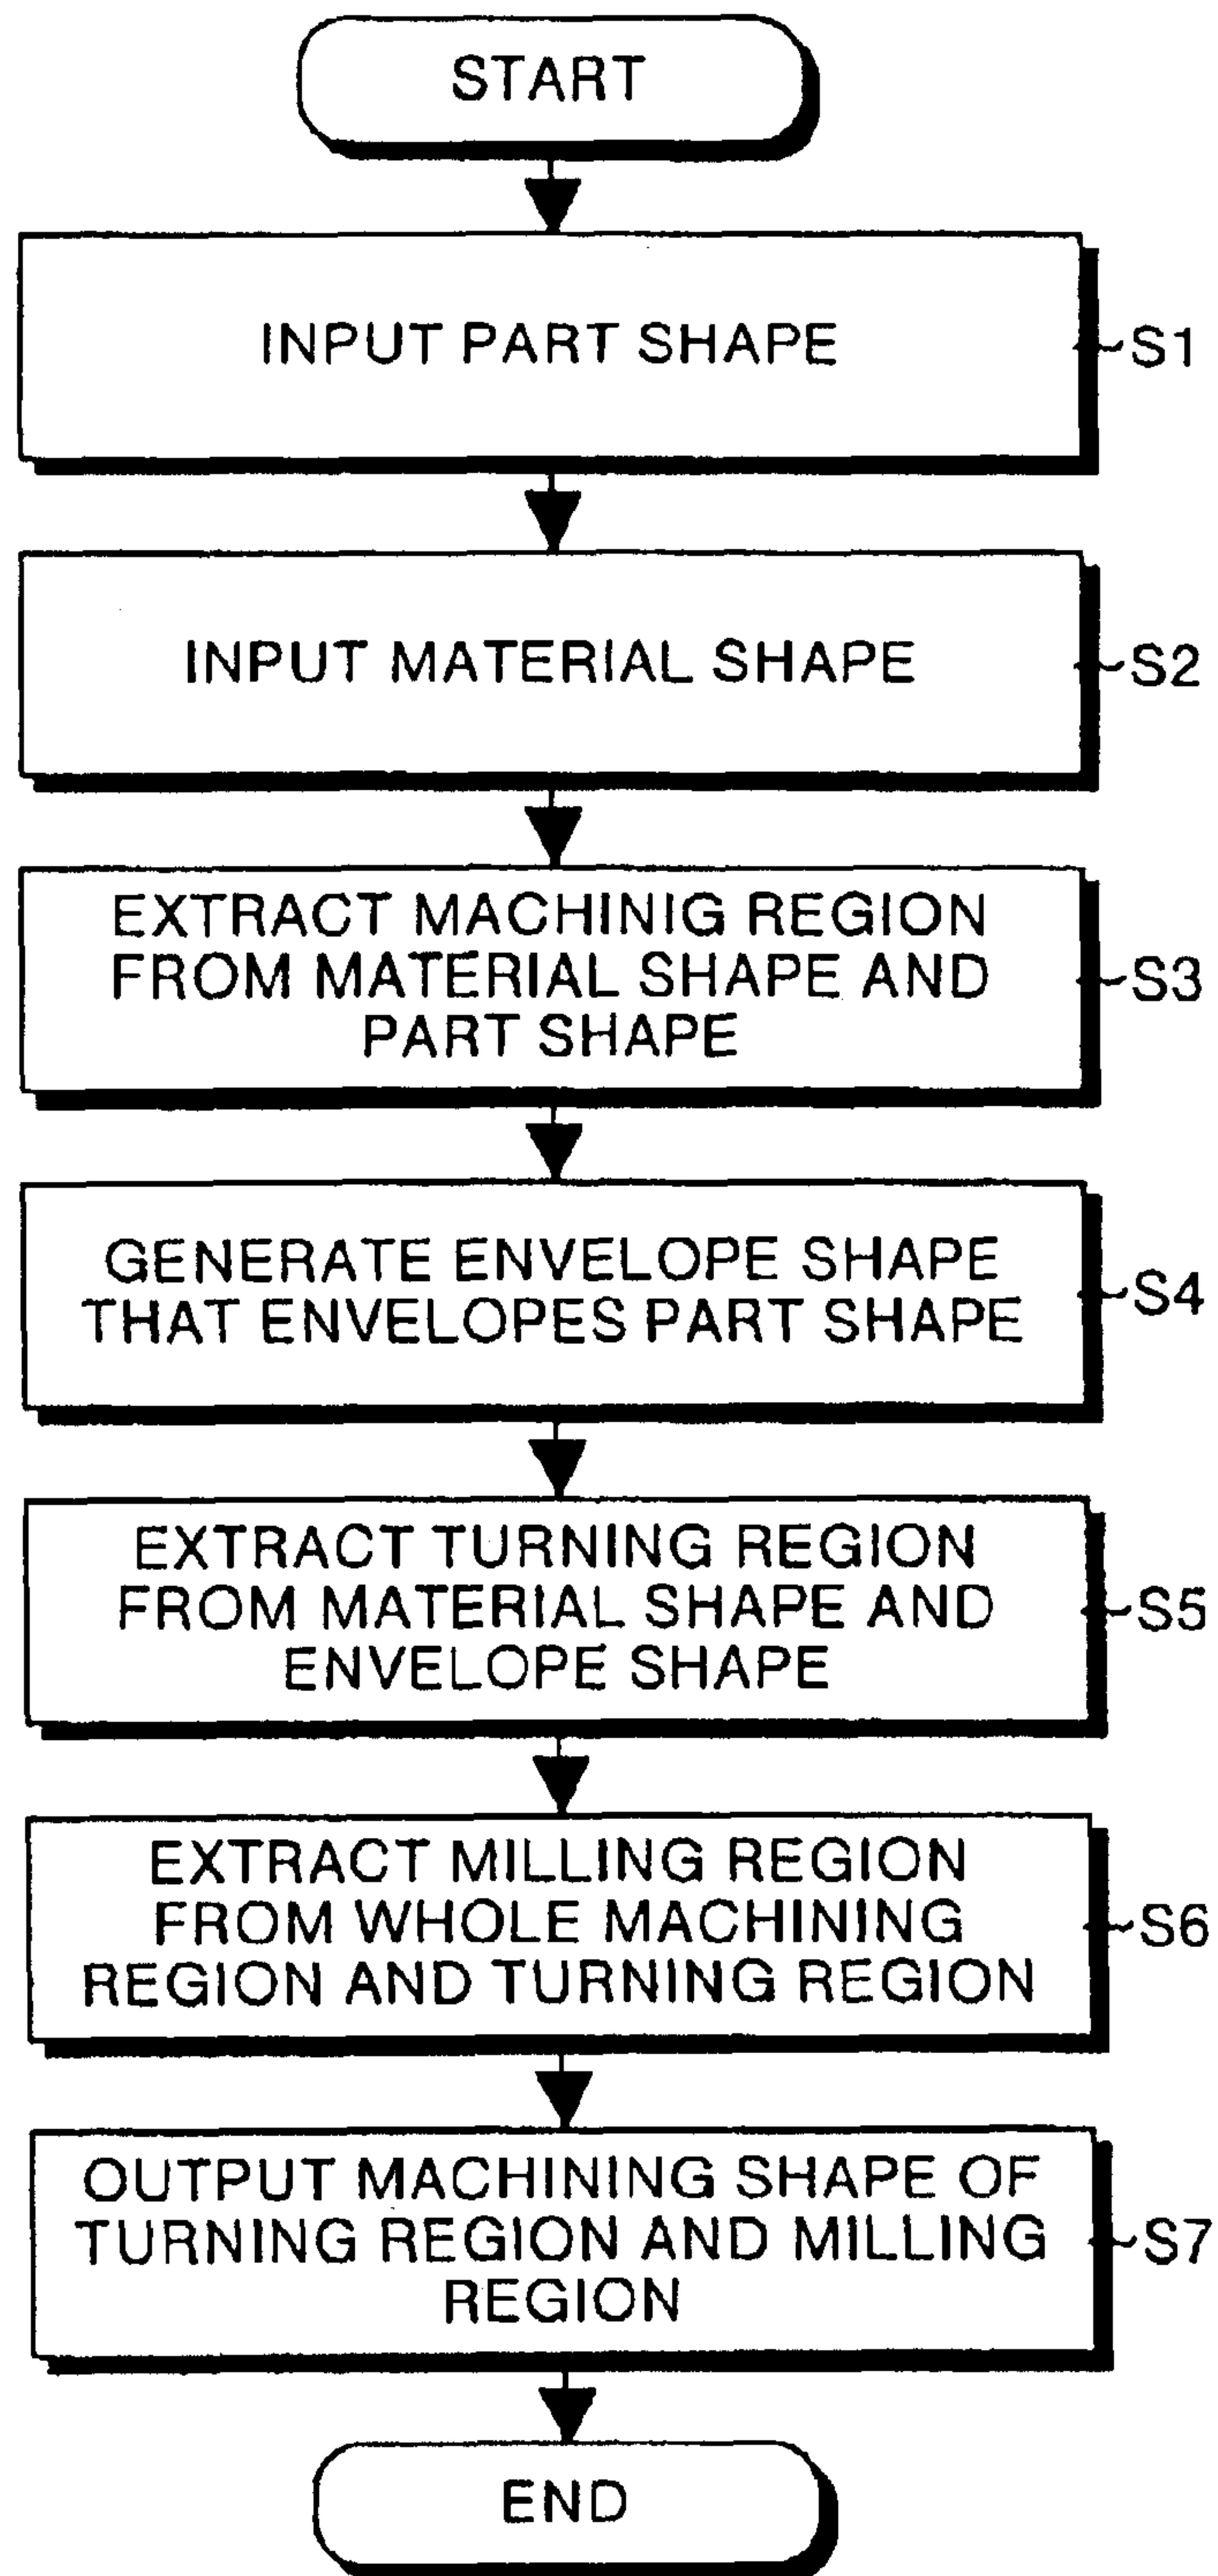 START
INPUT PART SHAPE
S1
INPUT MATERIAL SHAPE
S2
EXTRACT MACHINIG REGION
FROM MATERIAL SHAPE AND
PART SHAPE
S3
GENERATE ENVELOPE SHAPE
THAT ENVELOPES PART SHAPE
S4
EXTRACT TURNING REGION
FROM MATERIAL SHAPE AND
ENVELOPE SHAPE
S5
EXTRACT MILLING REGION
FROM WHOLE MACHINING
REGION AND TURNING REGION
S6
OUTPUT MACHINING SHAPE OF
TURNING REGION AND MILLING
REGION
S7
END